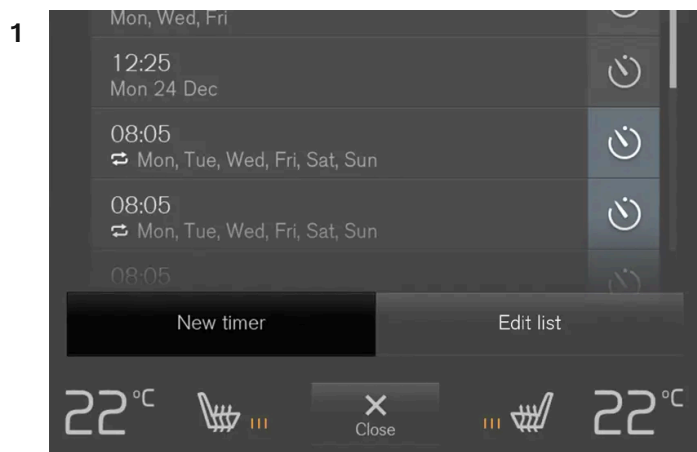 1
Mon, Wed, Fri
12:25
Mon 24 Dec
08:05
Mon, Tue, Wed, Fri, Sat, Sun
08:05
Mon, Tue, Wed, Fri, Sat, Sun
08:05
New timer
Edit list
22°C
Close
22°C